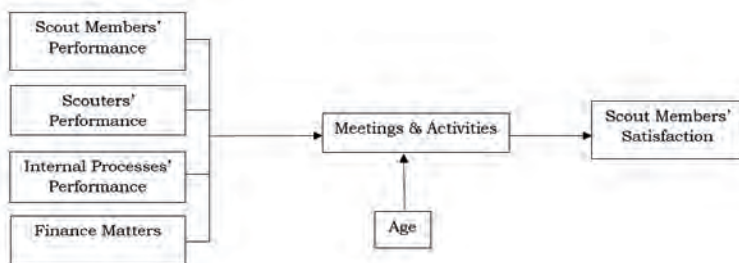 Scout Members'
Performance
Scouters'
Performance
Internal Processes'
Performance
Finance Matters
Meetings & Activities
Age
Scout Members'
Satisfaction